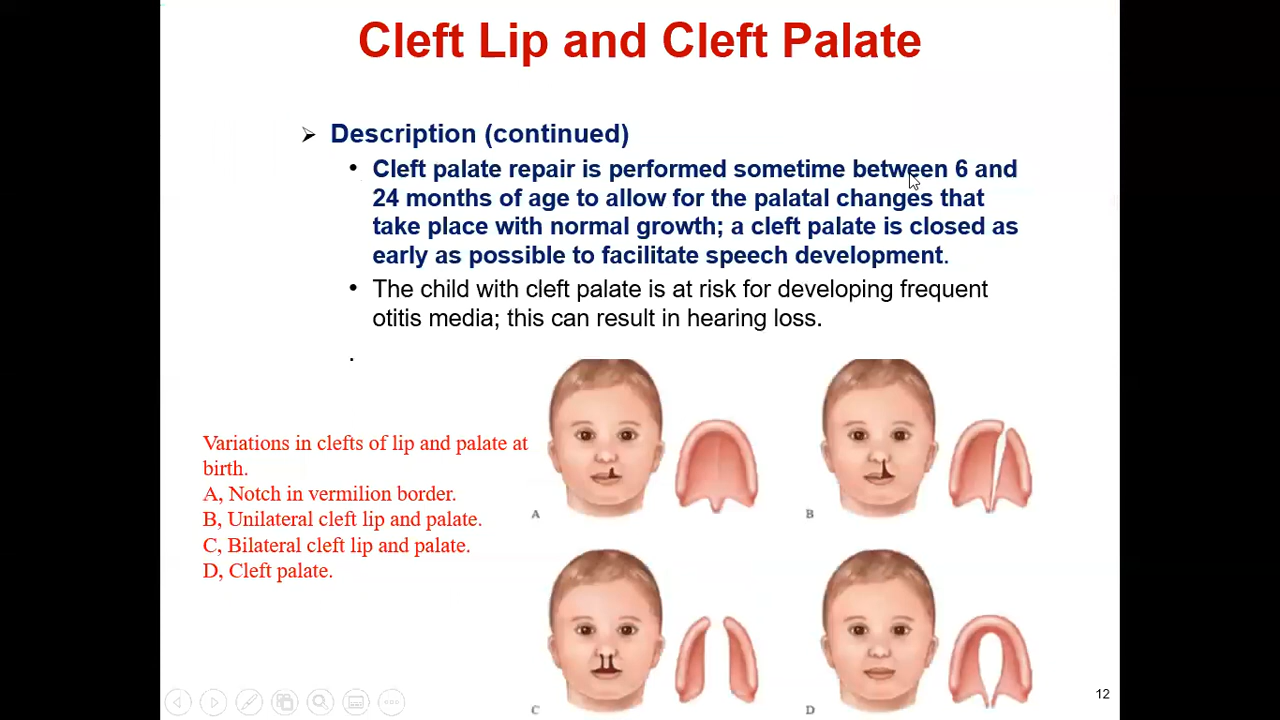 Cleft Lip and Cleft Palate
Description (continued)
Cleft palate repair is performed sometime between 6 and
24 months of age to allow for the palatal changes that
take place with normal growth; a cleft palate is closed as
early as possible to facilitate speech development.
The child with cleft palate is at risk for developing frequent
otitis media; this can result in hearing loss.
.
Variations in clefts of lip and palate at
birth.
A, Notch in vermilion border.
B, Unilateral cleft lip and palate.
C, Bilateral cleft lip and palate.
D, Cleft palate.
A
B
C
D
12